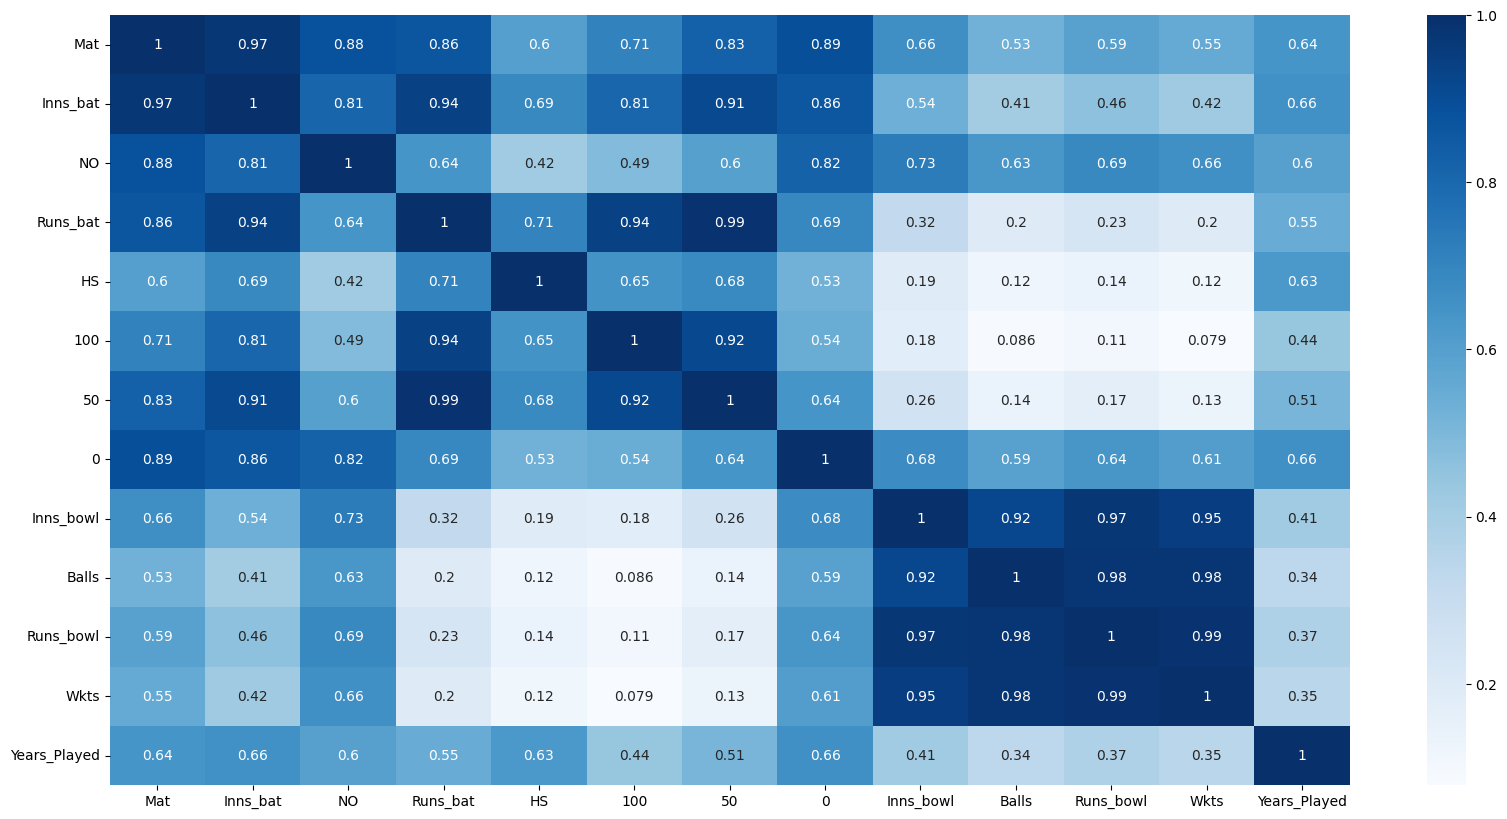 Mat 1 0.97 0.88 0.86 0.6 0.71 0.83 0.89 0.66 0.53 0.59 0.55 0.64
Inns_bat 0.97 1 0.81 0.94 0.69 0.81 0.91 0.86 0.54 0.41 0.46 0.42 0.66
NO 0.88 0.81 1 0.64 0.42 0.49 0.6 0.82 0.73 0.63 0.69 0.66 0.6
Runs_bat 0.86 0.94 0.64 1 0.71 0.94 0.99 0.69 0.32 0.2 0.23 0.2 0.55
HS 0.6 0.69 0.42 0.71 1 0.65 0.68 0.53 0.19 0.12 0.14 0.12 0.63
100 0.71 0.81 0.49 0.94 0.65 1 0.92 0.54 0.18 0.086 0.11 0.079 0.44
50 0.83 0.91 0.6 0.99 0.68 0.92 1 0.64 0.26 0.14 0.17 0.13 0.51
0 0.89 0.86 0.82 0.69 0.53 0.54 0.64 1 0.68 0.59 0.64 0.61 0.66
Inns_bowl 0.66 0.54 0.73 0.32 0.19 0.18 0.26 0.68 1 0.92 0.97 0.95 0.41
Balls 0.53 0.41 0.63 0.2 0.12 0.086 0.14 0.59 0.92 1 0.98 0.98 0.34
Runs_bowl 0.59 0.46 0.69 0.23 0.14 0.11 0.17 0.64 0.97 0.98 1 0.99 0.37
Wkts 0.55 0.42 0.66 0.2 0.12 0.079 0.13 0.61 0.95 0.98 0.99 1 0.35
Years_Played 0.64 0.66 0.6 0.55 0.63 0.44 0.51 0.66 0.41 0.34 0.37 0.35 1
Mat Inns_bat NO Runs_bat HS 100 50 0 Inns_bowl Balls Runs_bowl Wkts Years_Played
1.0
0.8
0.6
0.4
0.2